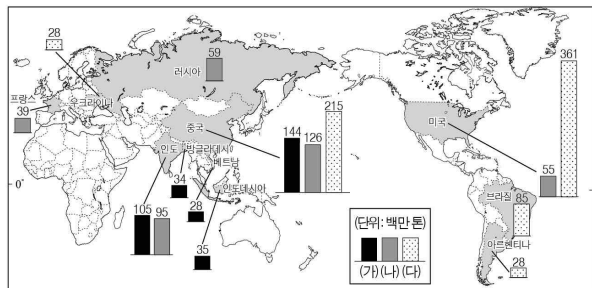 28
59
361
러시아
프랑스
39
우크라이나
215
중국
144
126
미국
인도
방글라데시
베트남
34
55
0°
105
95
28
인도네시아
브라질
85
35
(단위: 백만 톤)
아르헨티나
(가) (나) (다)
28